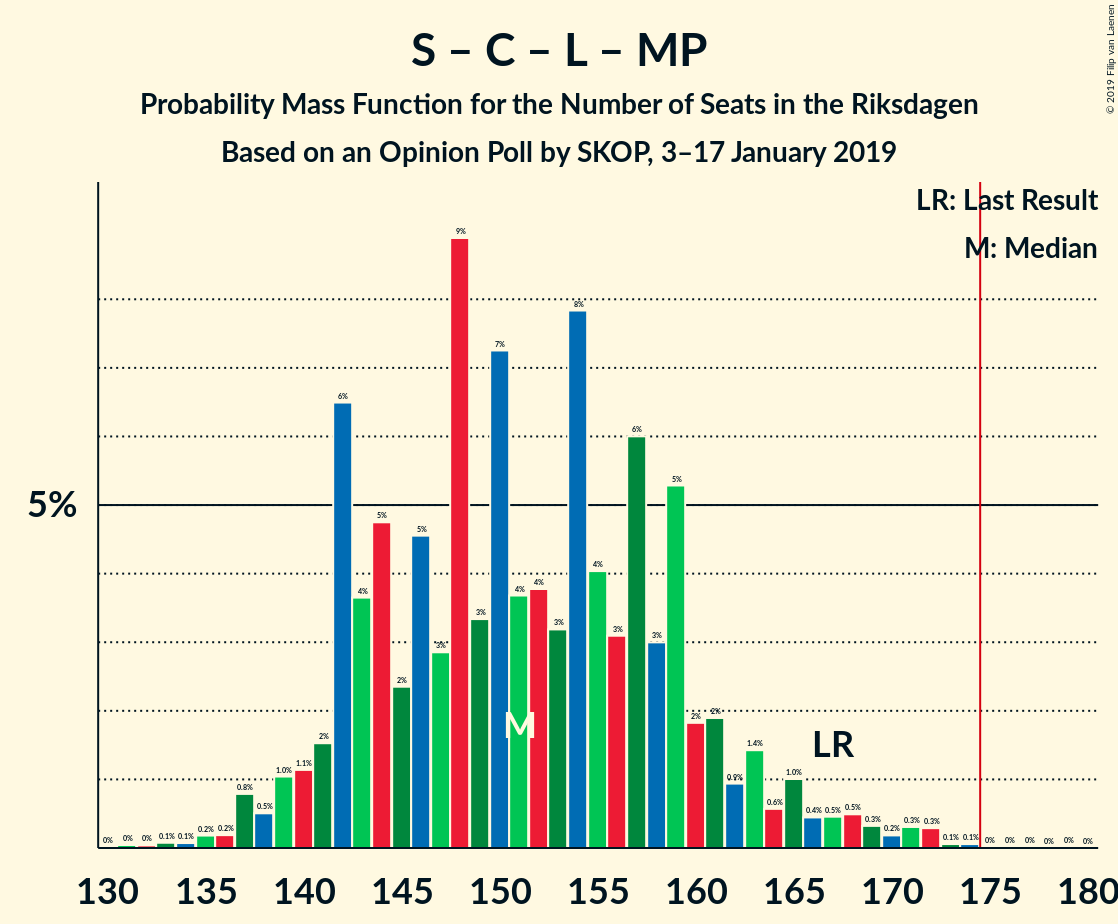 S – C – L – MP
Probability Mass Function for the Number of Seats in the Riksdagen
Based on an Opinion Poll by SKOP, 3–17 January 2019
© 2019 Filip van Laenen
LR: Last Result
M: Median
5%
0% 0% 0% 0.1% 0.1% 0.2% 0.2% 0.8% 0.5% 1.0% 1.1% 2% 6% 4% 5% 2% 5% 3% 9% 3% 7% 4% 4% 3% 8% 4% 3% 6% 3% 5% 2% 2% 0.9% 1.4% 0.6% 1.0% 0.4% 0.5% 0.5% 0.3% 0.2% 0.3% 0.3% 0.1% 0.1% 0% 0% 0% 0% 0% 0%
M
LR
130 135 140 145 150 155 160 165 170 175 180